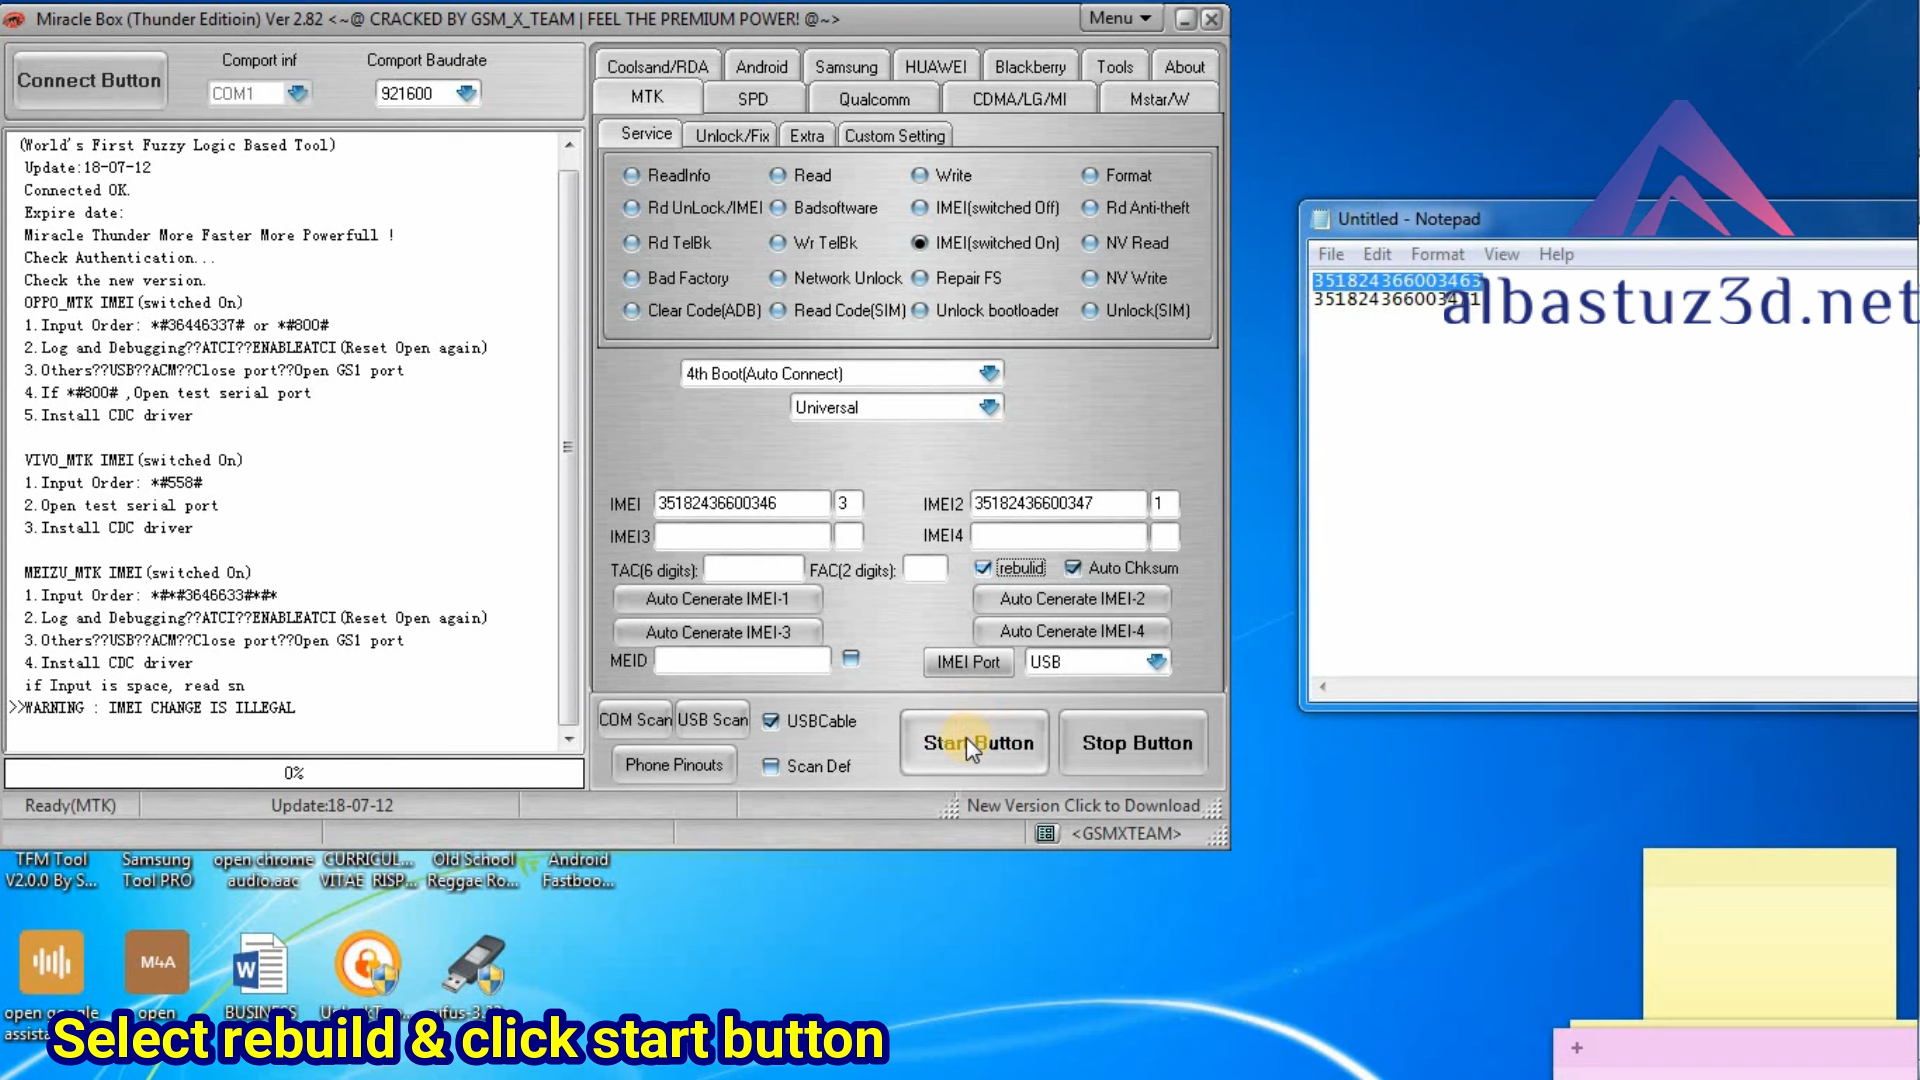 Miracle Box (Thunder Editioin) Ver 2.82 <~@ CRACKED BY GSM_X_TEAM | FEEL THE PREMIUM POWER! @~>
Menu
Connect Button
Comport inf
COM1
Comport Baudrate
921600
(World's First Fuzzy Logic Based Tool)
Update:18-07-12
Connected OK.
Expire date:
Miracle Thunder More Faster More Powerfull !
Check Authentication...
Check the new version.
OPPO_MTK IMEI(switched On)
1.Input Order: *#36446337# or *#800#
2.Log and Debugging??ATCI??ENABLEATCI(Reset Open again)
3.Others??USB??ACM??Close port??Open GS1 port
4.If *#800# ,Open test serial port
5.Install CDC driver
VIVO_MTK IMEI(switched On)
1.Input Order: *#558#
2.Open test serial port
3.Install CDC driver
MEIZU_MTK IMEI(switched On)
1.Input Order: *#*#3646633#*#*
2.Log and Debugging??ATCI??ENABLEATCI(Reset Open again)
3.Others??USB??ACM??Close port??Open GS1 port
4.Install CDC driver
if Input is space, read sn
>>WARNING : IMEI CHANGE IS ILLEGAL
0%
Ready(MTK) Update:18-07-12
Coolsand/RDA Android Samsung HUAWEI Blackberry Tools About
MTK SPD Qualcomm CDMA/LG/MI Mstar/W
Service Unlock/Fix Extra Custom Setting
ReadInfo Read Write Format
Rd UnLock/IMEI Badsoftware IMEI(switched Off) Rd Anti-theft
Rd TelBk Wr TelBk IMEI(switched On) NV Read
Bad Factory Network Unlock Repair FS NV Write
Clear Code(ADB) Read Code(SIM) Unlock bootloader Unlock(SIM)
4th Boot(Auto Connect)
Universal
IMEI 35182436600346 3 IMEI2 35182436600347 1
IMEI3 IMEI4
TAC(6 digits): FAC(2 digits): rebulid Auto Chksum
Auto Cenerate IMEI-1 Auto Cenerate IMEI-2
Auto Cenerate IMEI-3 Auto Cenerate IMEI-4
MEID IMEI Port USB
COM Scan USB Scan USBCable
Start Button Stop Button
Phone Pinouts Scan Def
New Version Click to Download
<GSMXTEAM>
Untitled - Notepad
File Edit Format View Help
351824366003463
351824366003471
albastuz3d.net
TFM Tool V2.0.0 By S...
Samsung Tool PRO
open chrome audio.aac
CURRICUL... VITAE RISP...
Old School Reggae Ro...
Android Fastboo...
M4A
W
open google
open
BUSINESS
Select rebuild & click start button
+